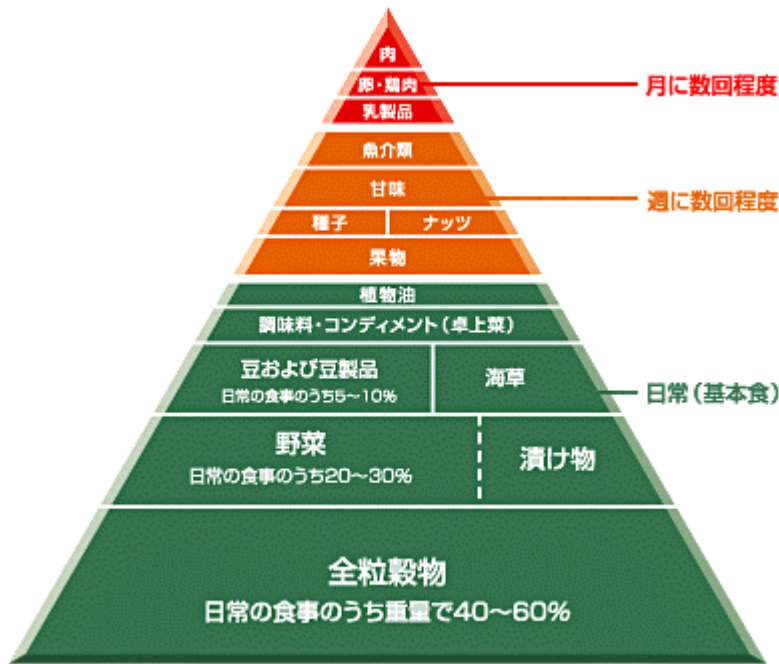 肉
卵・鶏肉
月に数回程度
乳製品
魚介類
甘味
週に数回程度
種子 ナッツ
果物
植物油
調味料・コンディメント(卓上菜)
豆および豆製品
海草
日常の食事のうち5〜10%
日常(基本食)
野菜
漬け物
日常の食事のうち20〜30%
全粒穀物
日常の食事のうち重量で40〜60%